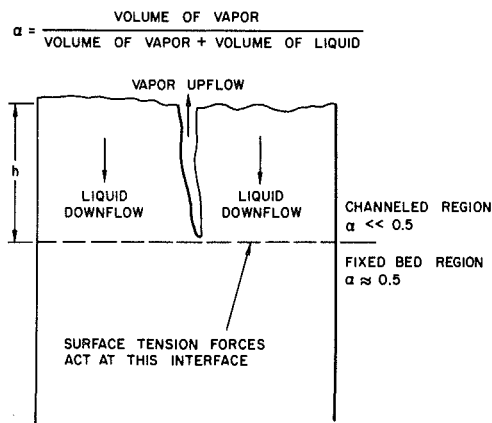 α = VOLUME OF VAPOR
VOLUME OF VAPOR + VOLUME OF LIQUID
VAPOR UPFLOW
h
LIQUID
DOWNFLOW
LIQUID
DOWNFLOW
CHANNELED REGION
α << 0.5
FIXED BED REGION
α ≈ 0.5
SURFACE TENSION FORCES
ACT AT THIS INTERFACE